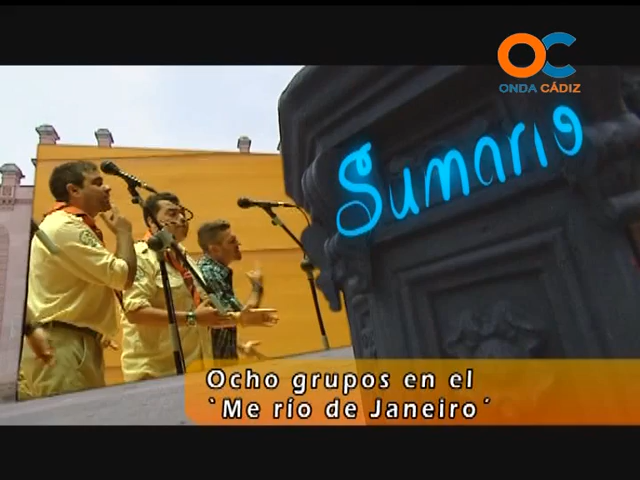 OC
ONDA CÁDIZ
Sumario
Ocho grupos en el
`Me río de Janeiro´